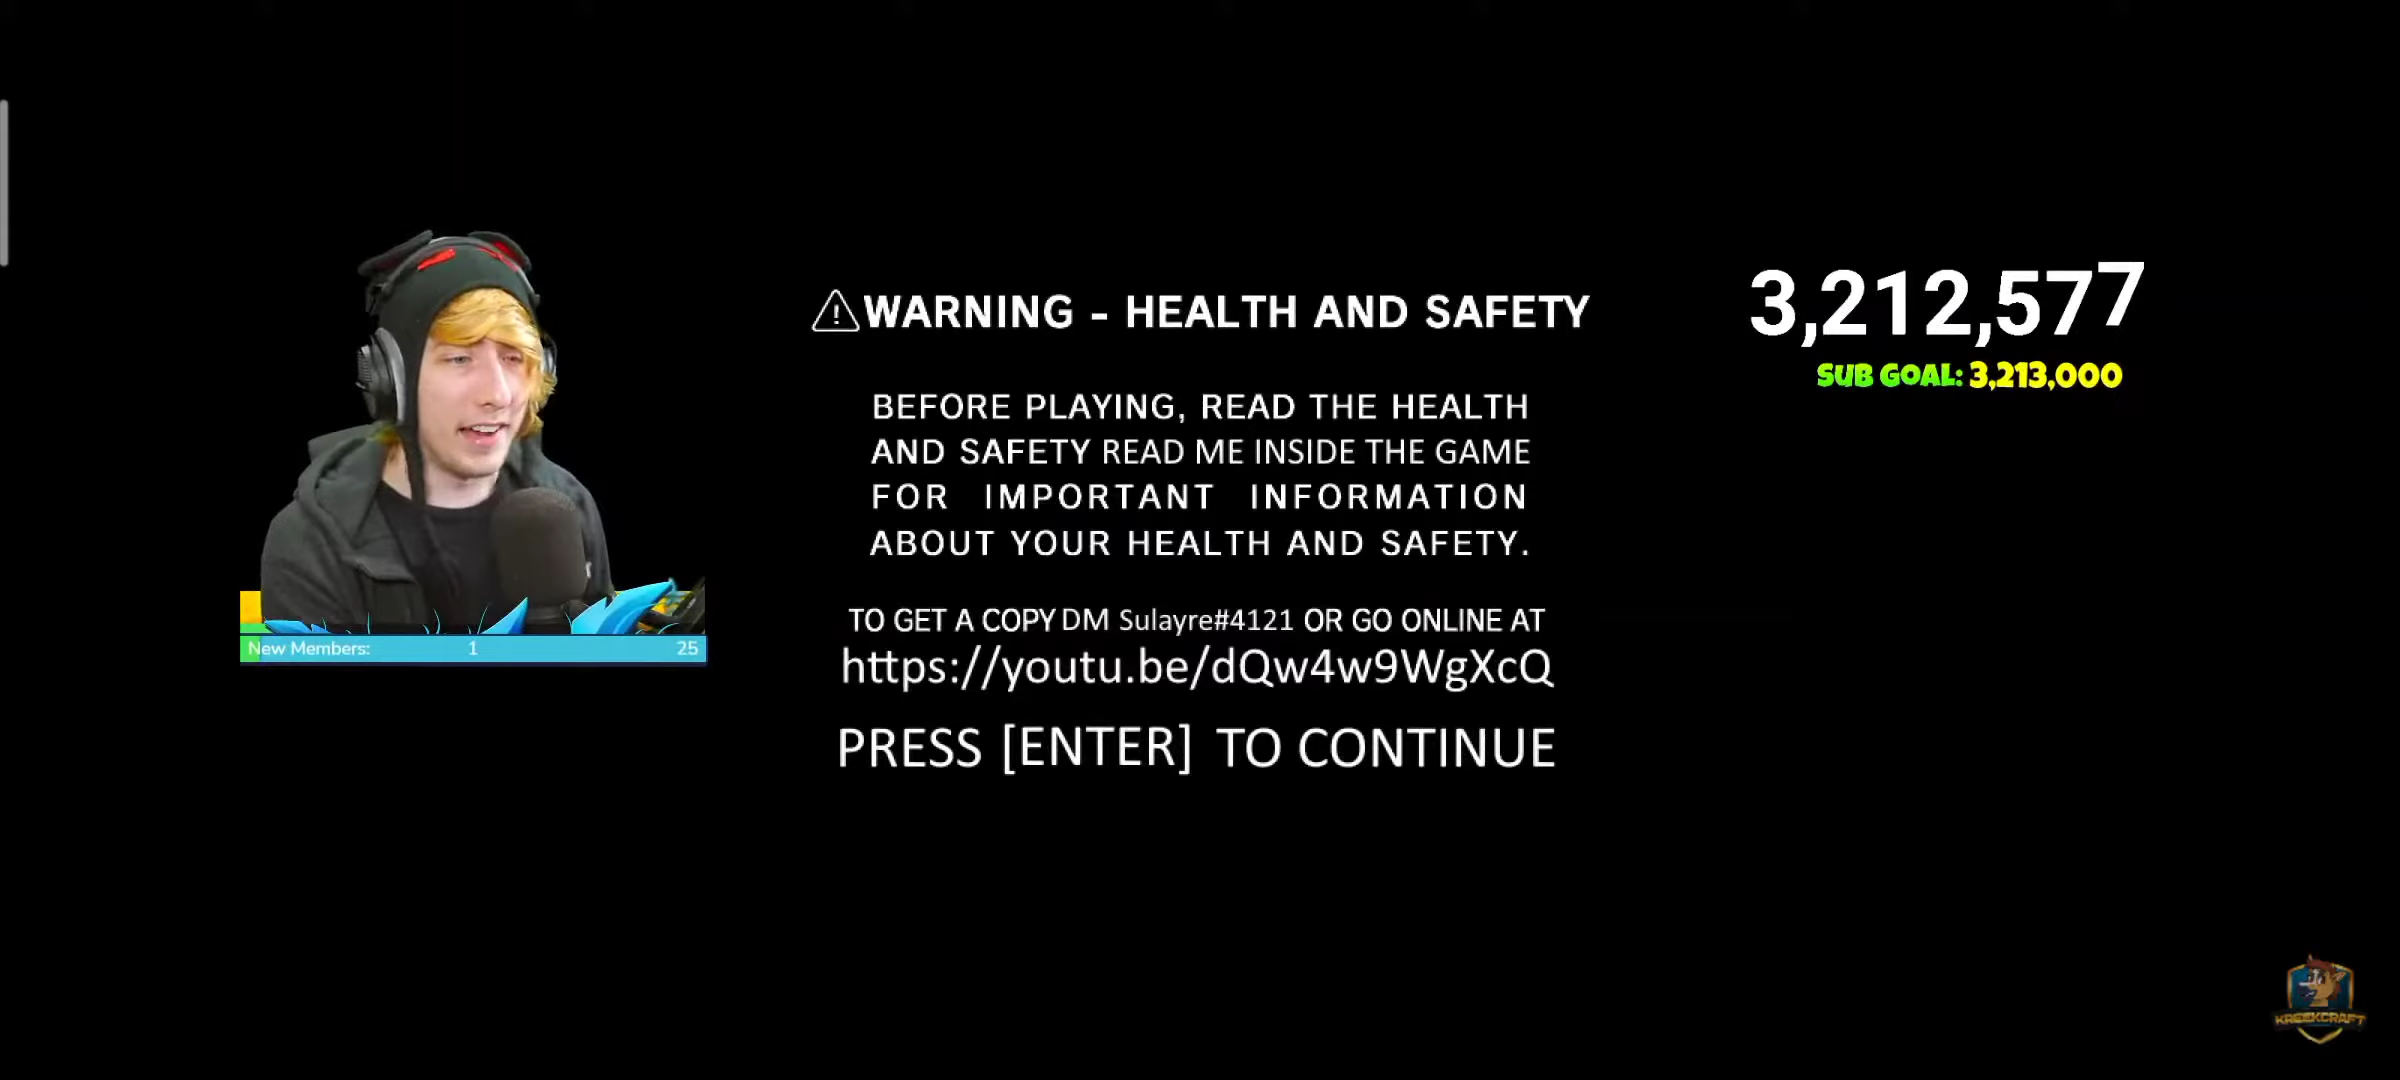 ⚠WARNING - HEALTH AND SAFETY
BEFORE PLAYING, READ THE HEALTH
AND SAFETY READ ME INSIDE THE GAME
FOR IMPORTANT INFORMATION
ABOUT YOUR HEALTH AND SAFETY.
TO GET A COPY DM Sulayre#4121 OR GO ONLINE AT
https://youtu.be/dQw4w9WgXcQ
PRESS [ENTER] TO CONTINUE
3,212,577
SUB GOAL: 3,213,000
New Members: 1 25
KREEKCRAFT